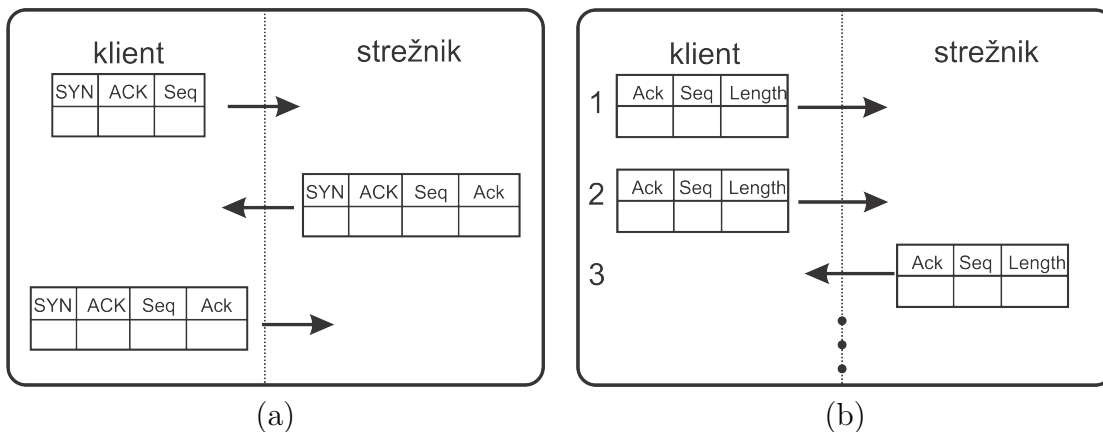 klient strežnik
SYN ACK Seq
SYN ACK Seq Ack
SYN ACK Seq Ack
(a)
klient strežnik
1 Ack Seq Length
2 Ack Seq Length
3 Ack Seq Length
(b)